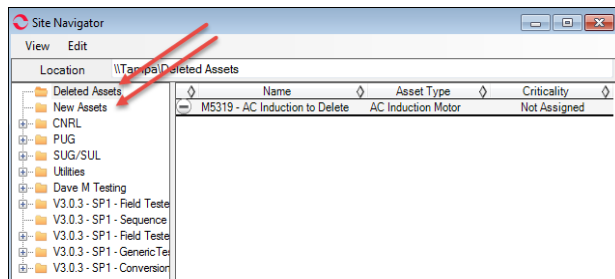 Site Navigator
View Edit
Location \\Tampa\Deleted Assets
Deleted Assets
New Assets
CNRL
PUG
SUG/SUL
Utilities
Dave M Testing
V3.0.3 - SP1 - Field Teste
V3.0.3 - SP1 - Sequence
V3.0.3 - SP1 - Field Teste
V3.0.3 - SP1 - GenericTes
V3.0.3 - SP1 - Conversion
Name Asset Type Criticality
M5319 - AC Induction to Delete AC Induction Motor Not Assigned